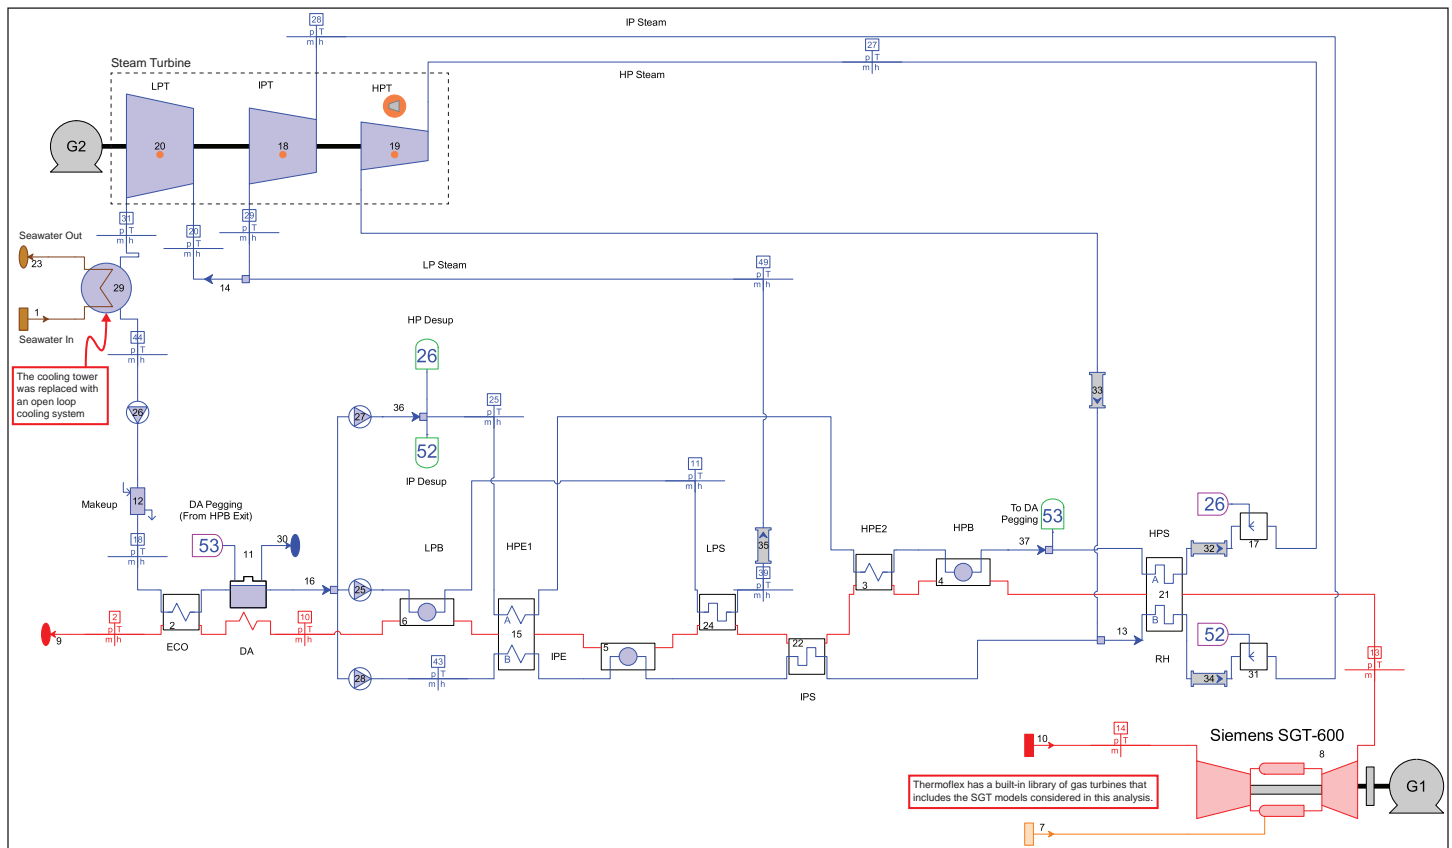 28
IP Steam
27
p T
m h
p T
m h
HP Steam
Steam Turbine
LPT
IPT
HPT
G2
20
18
19
31
p T
m h
20
p T
m h
29
p T
m h
Seawater Out
23
LP Steam
49
p T
m h
14
29
1
Seawater In
44
p T
m h
HP Desup
26
The cooling tower
was replaced with
an open loop
cooling system
33
26
27
36
25
p T
m h
52
IP Desup
11
p T
m h
Makeup
12
DA Pegging
(From HPB Exit)
53
30
18
p T
m h
11
LPB
HPE1
LPS
35
HPE2
HPB
To DA
Pegging
53
37
HPS
26
17
32
39
p T
m h
16
25
6
A
15
B
24
3
4
A
21
B
2
p T
m h
9
2
ECO
10
p T
m h
DA
IPE
5
22
IPS
13
52
31
34
RH
28
43
p T
m h
13
p T
m
14
p T
m
10
Siemens SGT-600
8
Thermoflex has a built-in library of gas turbines that
includes the SGT models considered in this analysis.
G1
7